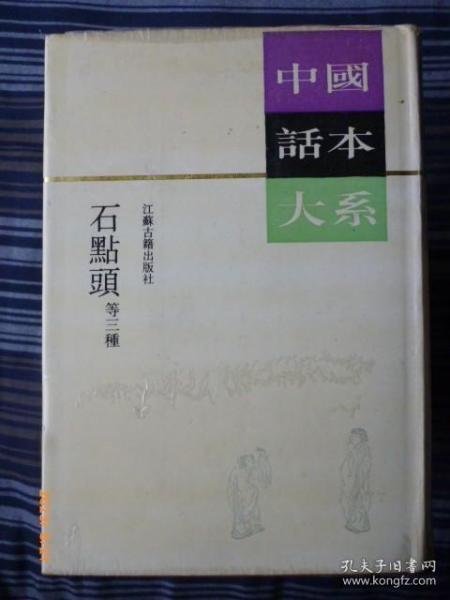 中國
話本
大系
江蘇古籍出版社
石點頭等三種
孔夫子旧书网
www.kongfz.com